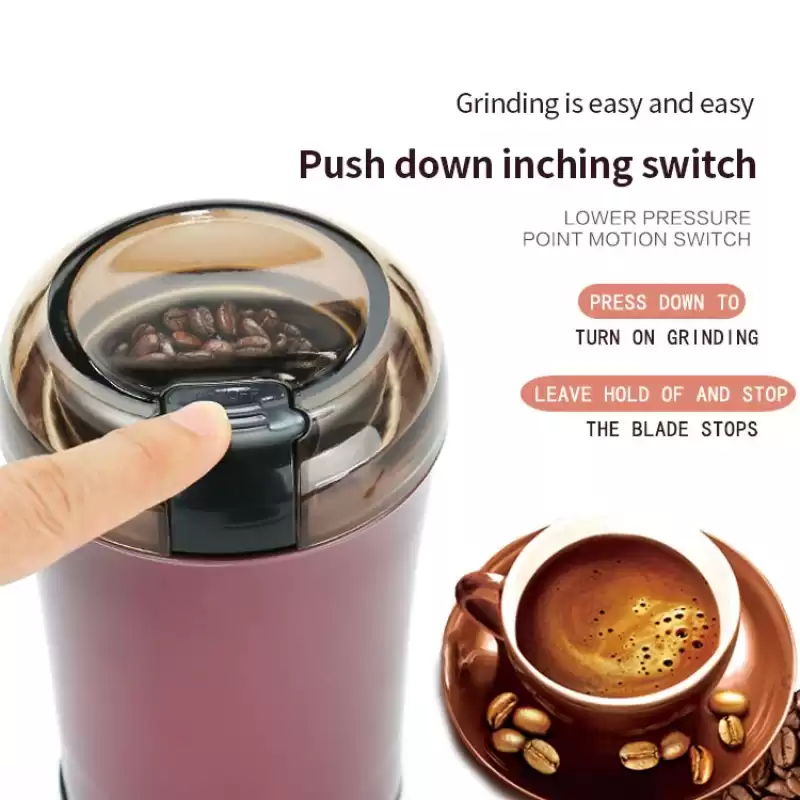 Grinding is easy and easy
Push down inching switch
LOWER PRESSURE
POINT MOTION SWITCH
PRESS DOWN TO
TURN ON GRINDING
LEAVE HOLD OF AND STOP
THE BLADE STOPS
OFF